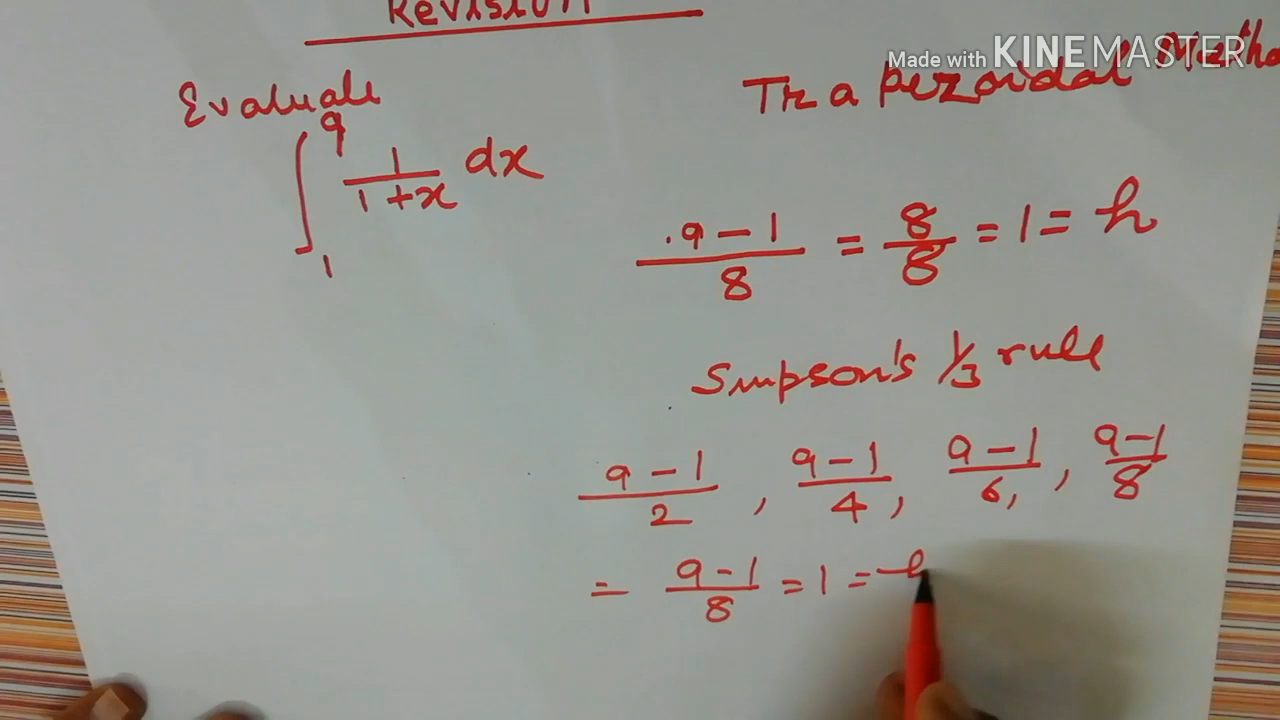 Revision
Made with KINEMASTER
Evaluate
∫₁⁹ 1/(1+x) dx
Trapezoidal Metho
.9-1/8 = 8/8 = 1 = h
Simpson's 1/3 rule
9-1/2 , 9-1/4 , 9-1/6, , 9-1/8
= 9-1/8 = 1 =